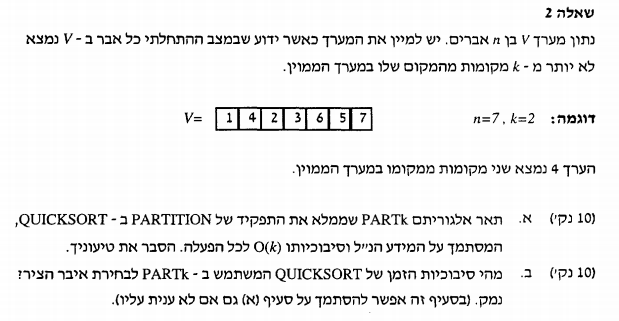 שאלה 2
נתון מערך V בן n אברים. יש למיין את המערך כאשר ידוע שבמצב ההתחלתי כל אבר ב - V נמצא
לא יותר מ - k מקומות מהמקום שלו במערך הממוין.
דוגמה: n=7 , k=2 V= 1 4 2 3 6 5 7
הערך 4 נמצא שני מקומות ממקומו במערך הממוין.
(10 נק') א. תאר אלגוריתם PARTk שממלא את התפקיד של PARTITION ב - QUICKSORT,
המסתמך על המידע הנ״ל וסיבוכיותו O(k) לכל הפעלה. הסבר את טיעוניך.
(10 נק') ב. מהי סיבוכיות הזמן של QUICKSORT המשתמש ב - PARTk לבחירת איבר הציר?
נמק. (בסעיף זה אפשר להסתמך על סעיף (א) גם אם לא ענית עליו).